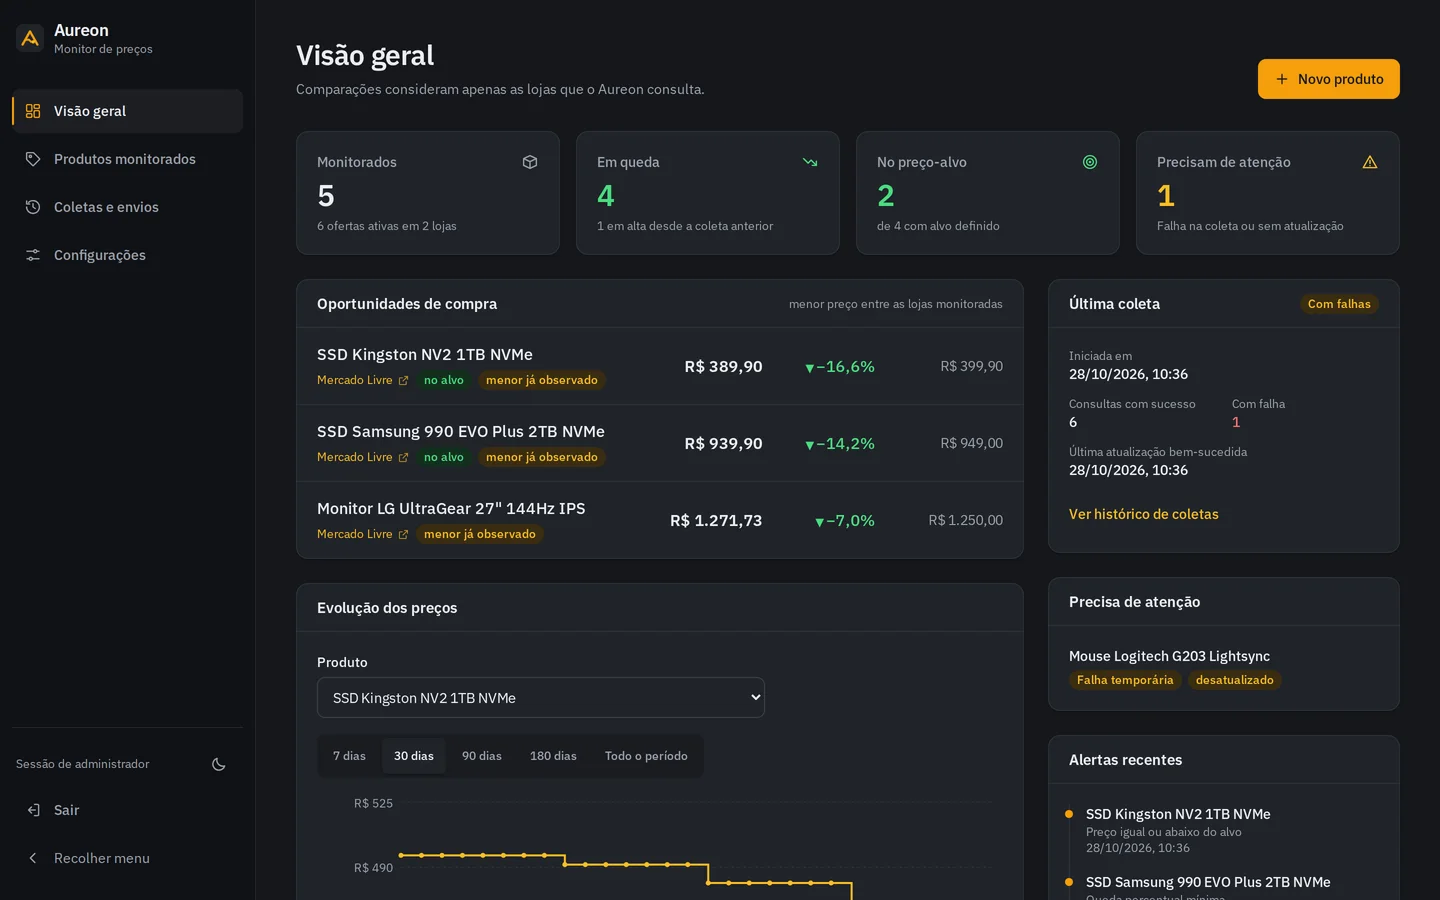 Aureon
Monitor de preços
Visão geral
Produtos monitorados
Coletas e envios
Configurações
Sessão de administrador
Sair
Recolher menu
Visão geral
Comparações consideram apenas as lojas que o Aureon consulta.
+ Novo produto
Monitorados
5
6 ofertas ativas em 2 lojas
Em queda
4
1 em alta desde a coleta anterior
No preço-alvo
2
de 4 com alvo definido
Precisam de atenção
1
Falha na coleta ou sem atualização
Oportunidades de compra
menor preço entre as lojas monitoradas
SSD Kingston NV2 1TB NVMe
Mercado Livre no alvo menor já observado
R$ 389,90 ▼−16,6% R$ 399,90
SSD Samsung 990 EVO Plus 2TB NVMe
Mercado Livre no alvo menor já observado
R$ 939,90 ▼−14,2% R$ 949,00
Monitor LG UltraGear 27" 144Hz IPS
Mercado Livre menor já observado
R$ 1.271,73 ▼−7,0% R$ 1.250,00
Evolução dos preços
Produto
SSD Kingston NV2 1TB NVMe
7 dias 30 dias 90 dias 180 dias Todo o período
R$ 525
R$ 490
Última coleta
Com falhas
Iniciada em
28/10/2026, 10:36
Consultas com sucesso Com falha
6 1
Última atualização bem-sucedida
28/10/2026, 10:36
Ver histórico de coletas
Precisa de atenção
Mouse Logitech G203 Lightsync
Falha temporária desatualizado
Alertas recentes
SSD Kingston NV2 1TB NVMe
Preço igual ou abaixo do alvo
28/10/2026, 10:36
SSD Samsung 990 EVO Plus 2TB NVMe
Queda percentual mínima